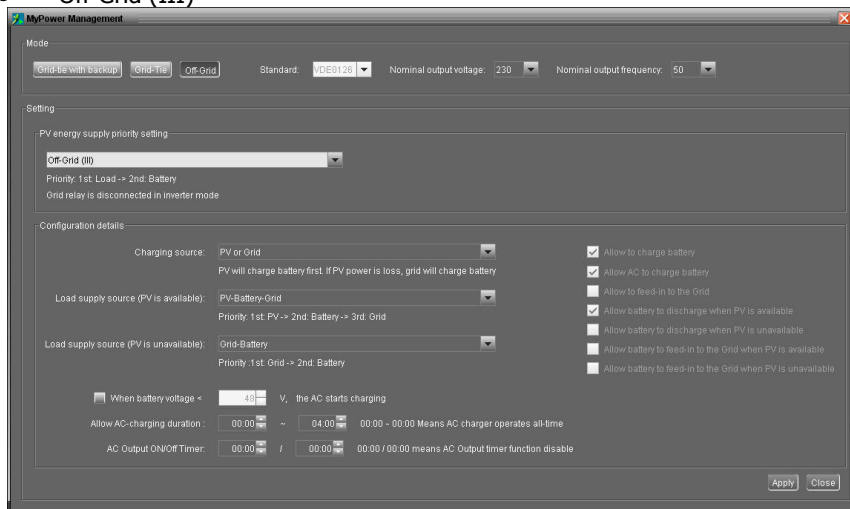 Off-Grid (III)
MyPower Management
Mode
Grid-tie with backup Grid-Tie Off-Grid Standard: VDE0126 Nominal output voltage: 230 Nominal output frequency: 50
Setting
PV energy supply priority setting
Off-Grid (III)
Priority: 1st: Load -> 2nd: Battery
Grid relay is disconnected in inverter mode
Configuration details
Charging source: PV or Grid
PV will charge battery first. If PV power is loss, grid will charge battery
Load supply source (PV is available): PV-Battery-Grid
Priority: 1st: PV -> 2nd: Battery -> 3rd: Grid
Load supply source (PV is unavailable): Grid-Battery
Priority :1st: Grid -> 2nd: Battery
Allow to charge battery
Allow AC to charge battery
Allow to feed-in to the Grid
Allow battery to discharge when PV is available
Allow battery to discharge when PV is unavailable
Allow battery to feed-in to the Grid when PV is available
Allow battery to feed-in to the Grid when PV is unavailable
When battery voltage < 48 V, the AC starts charging
Allow AC-charging duration : 00:00 ~ 04:00 00:00 - 00:00 Means AC charger operates all-time
AC Output ON/Off Timer: 00:00 / 00:00 00:00 / 00:00 means AC Output timer function disable
Apply Close